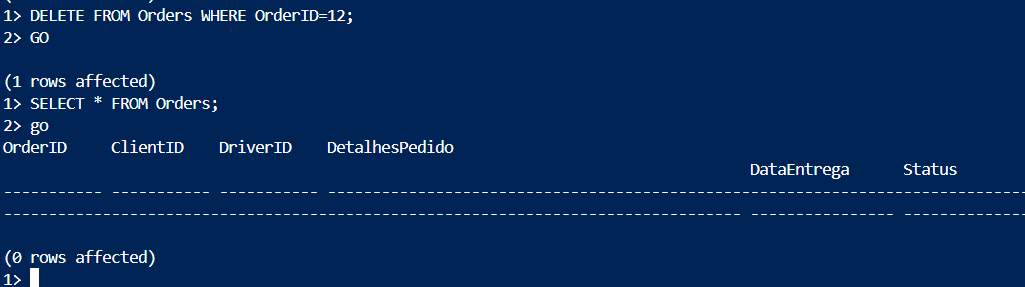 1> DELETE FROM Orders WHERE OrderID=12;
2> GO
(1 rows affected)
1> SELECT * FROM Orders;
2> go
OrderID ClientID DriverID DetalhesPedido
DataEntrega Status
----------- ----------- ----------- -----------------------------------------------------------------------------
---------------------------------------------------------------------------------- ---------------- --------------
(0 rows affected)
1>